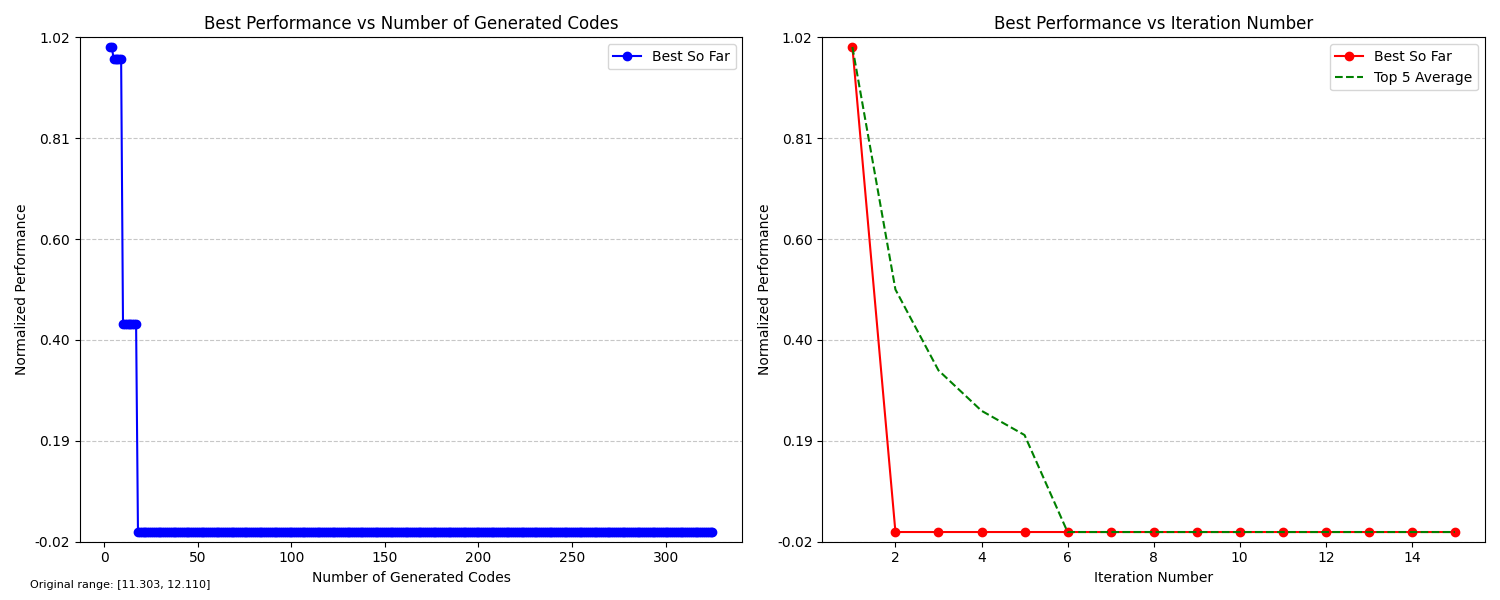 Best Performance vs Number of Generated Codes
1.02
0.81
0.60
0.40
0.19
-0.02
Normalized Performance
Best So Far
0 50 100 150 200 250 300
Number of Generated Codes
Original range: [11.303, 12.110]
Best Performance vs Iteration Number
1.02
0.81
0.60
0.40
0.19
-0.02
Normalized Performance
Best So Far
Top 5 Average
2 4 6 8 10 12 14
Iteration Number